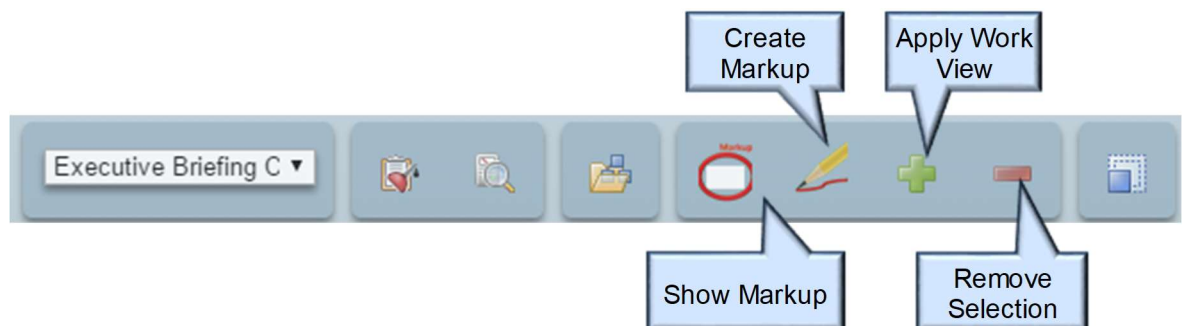 Create
Markup
Apply Work
View
Executive Briefing C
Markup
Show Markup
Remove
Selection